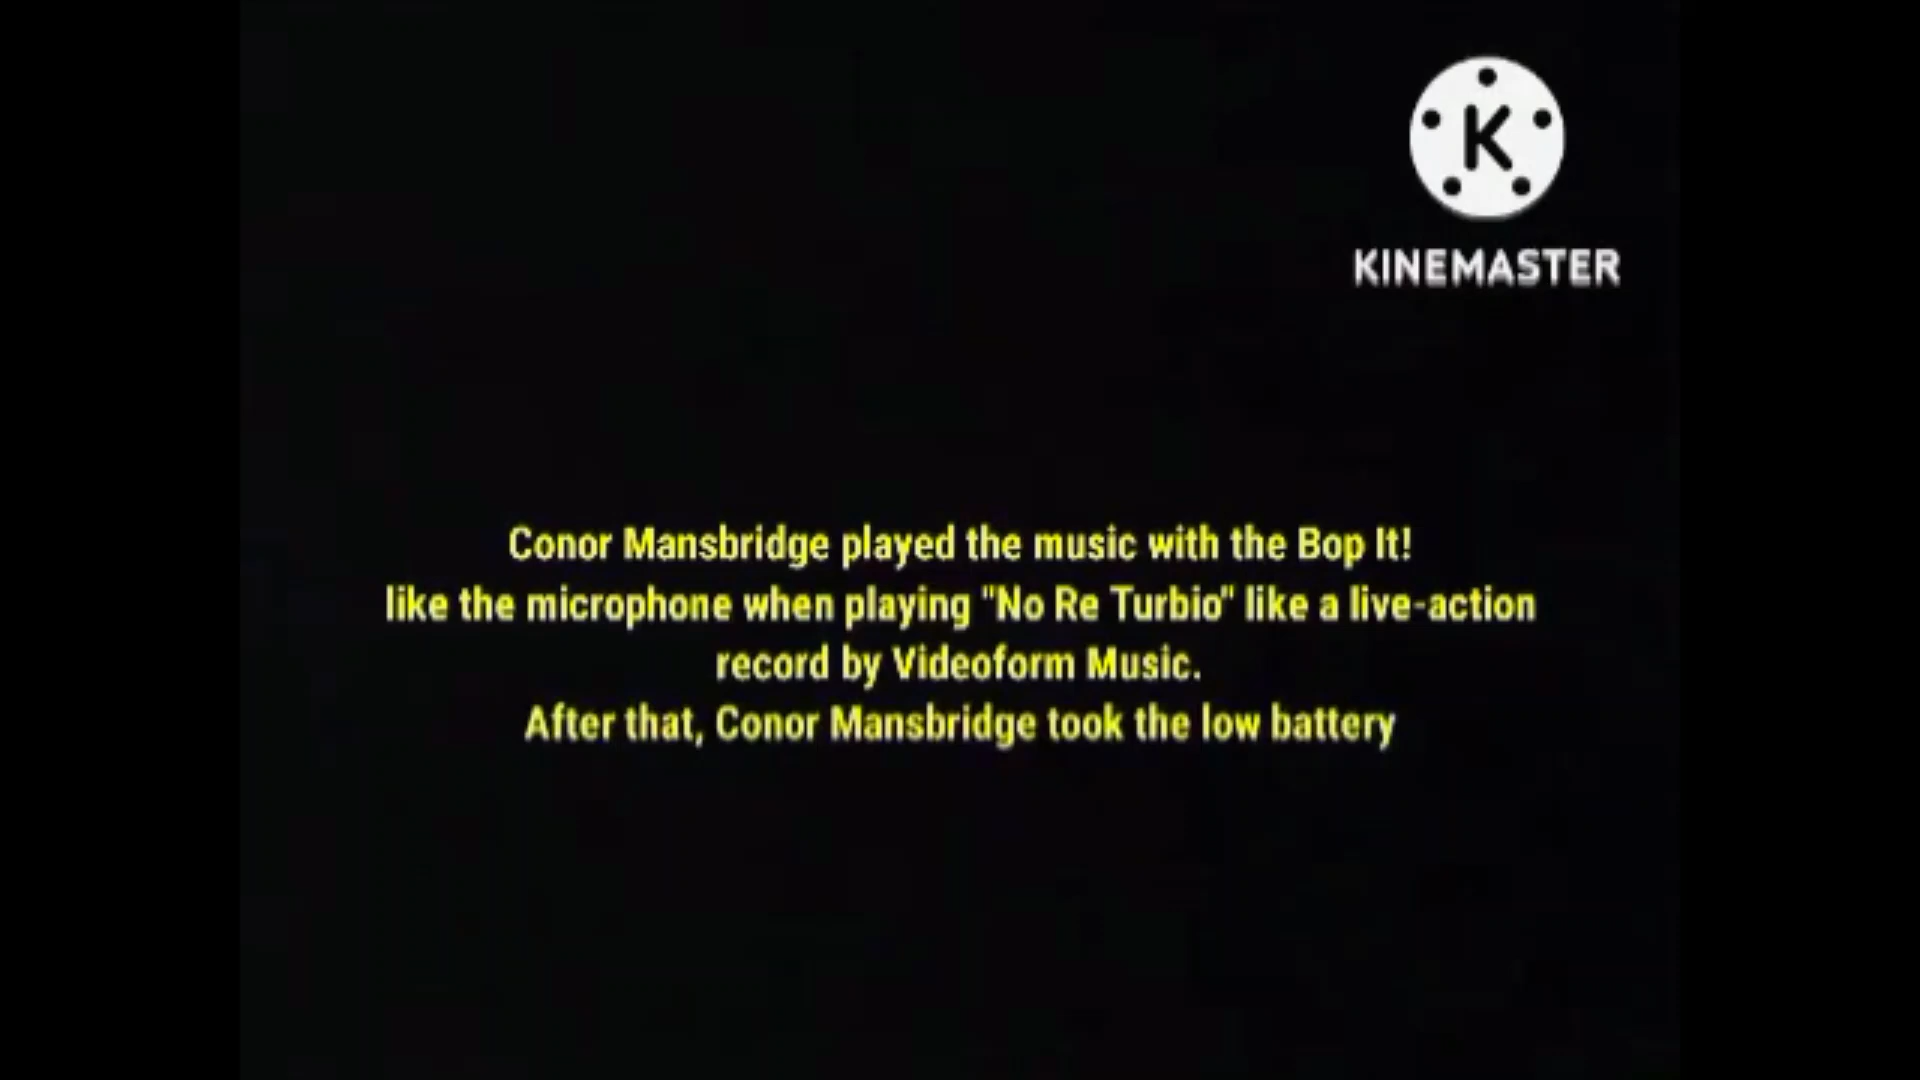 K
KINEMASTER
Conor Mansbridge played the music with the Bop It!
like the microphone when playing "No Re Turbio" like a live-action
record by Videoform Music.
After that, Conor Mansbridge took the low battery